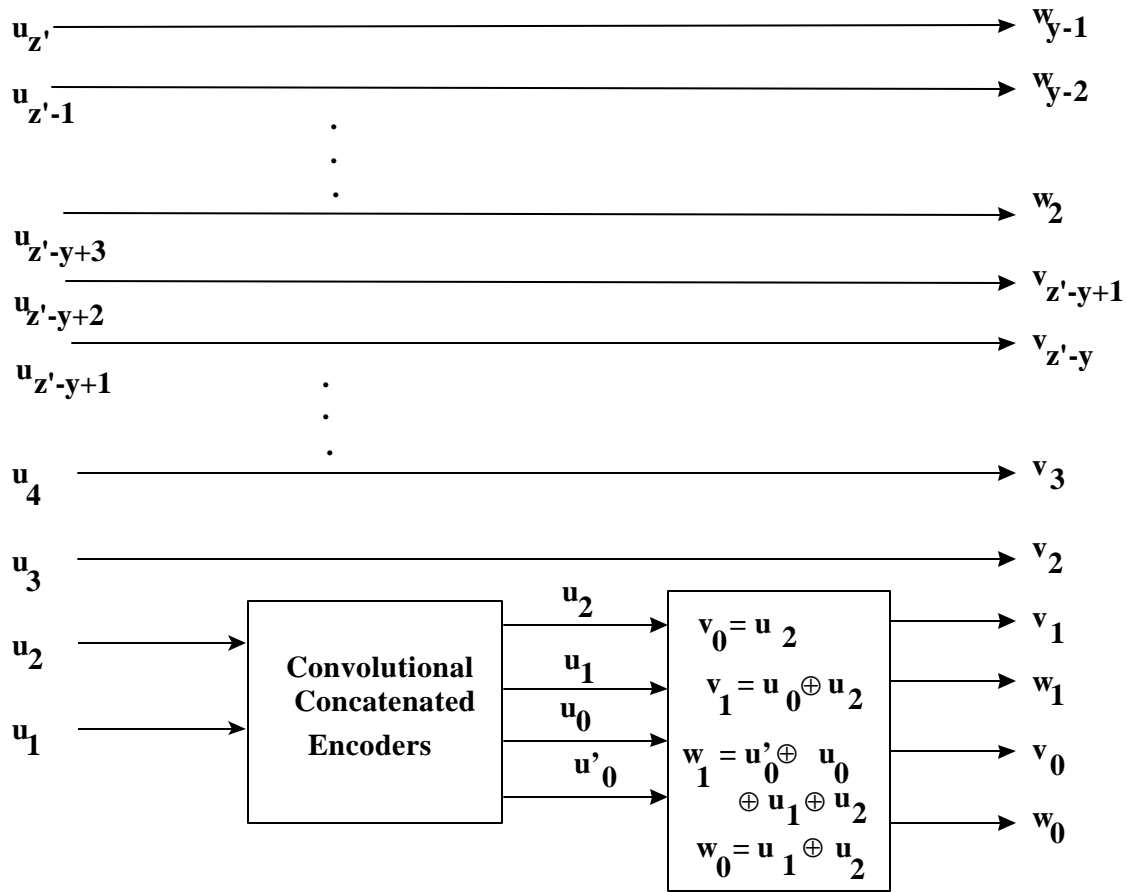 u_z' w_y-1
u_z'-1 w_y-2
. . .
w_2
u_z'-y+3
v_z'-y+1
u_z'-y+2
v_z'-y
u_z'-y+1
. . .
u_4 v_3
u_3 v_2
u_2 v_1
u_2 v_0 = u_2
Convolutional u_1 v_1 = u_0 ⊕ u_2 w_1
Concatenated
u_1 Encoders u_0 w_1 = u'_0 ⊕ u_0 v_0
u’_0 ⊕ u_1 ⊕ u_2
w_0 = u_1 ⊕ u_2 w_0